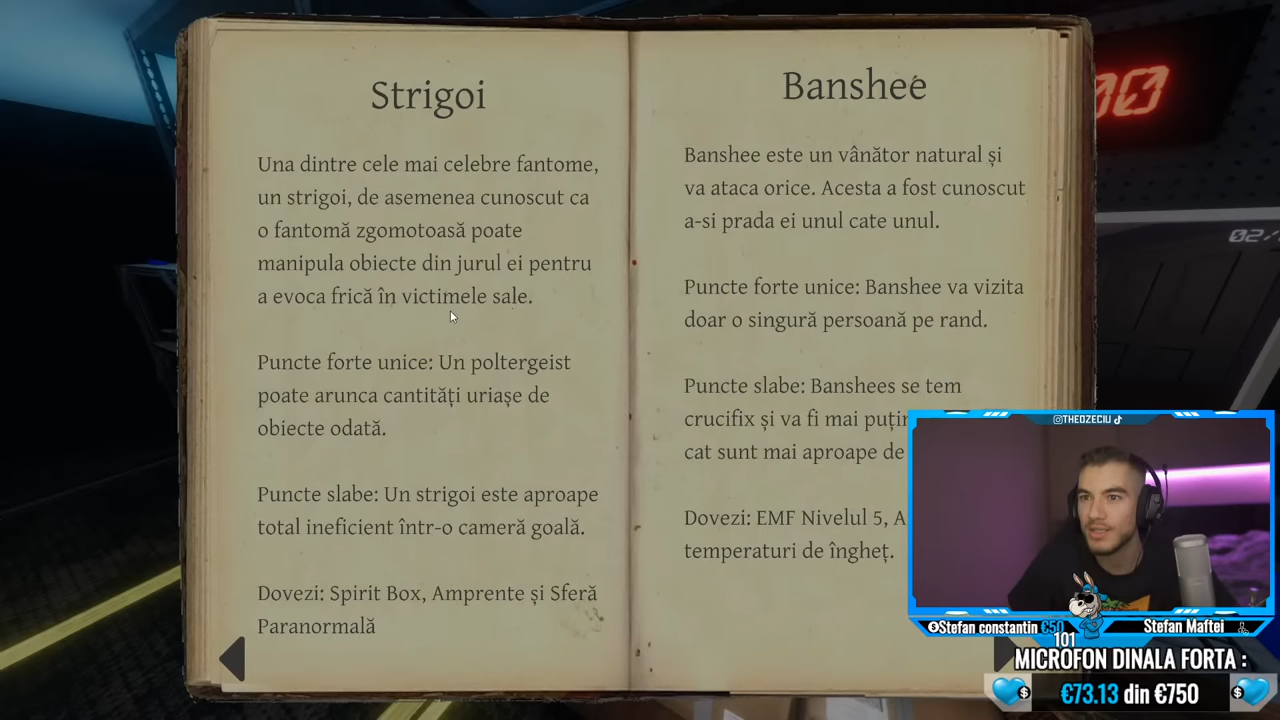 Strigoi
Una dintre cele mai celebre fantome,
un strigoi, de asemenea cunoscut ca
o fantomă zgomotoasă poate
manipula obiecte din jurul ei pentru
a evoca frică în victimele sale.
Puncte forte unice: Un poltergeist
poate arunca cantități uriașe de
obiecte odată.
Puncte slabe: Un strigoi este aproape
total ineficient într-o cameră goală.
Dovezi: Spirit Box, Amprente și Sferă
Paranormală
Banshee
Banshee este un vânător natural și
va ataca orice. Acesta a fost cunoscut
a-si prada ei unul cate unul.
Puncte forte unice: Banshee va vizita
doar o singură persoană pe rand.
Puncte slabe: Banshees se tem
crucifix și va fi mai puțin
cat sunt mai aproape de
Dovezi: EMF Nivelul 5, A
temperaturi de îngheț.
00
02/
@THEOZECIU
Stefan constantin €50
Stefan Maftei
101
MICROFON DINALA FORTA :
€73.13 din €750